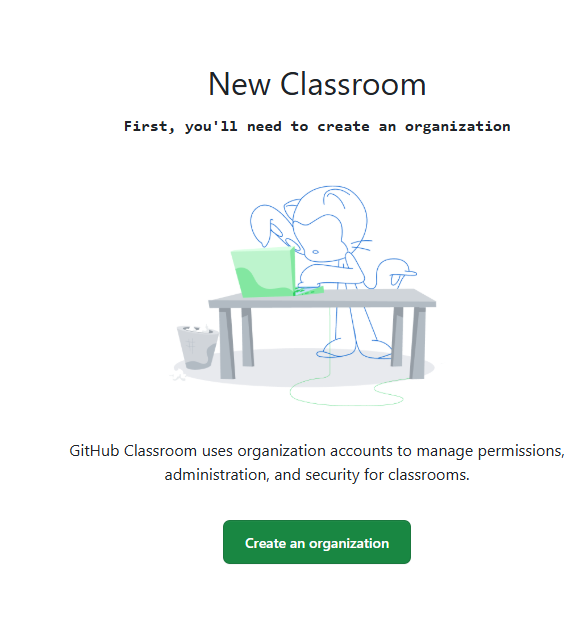 New Classroom
First, you'll need to create an organization
GitHub Classroom uses organization accounts to manage permissions,
administration, and security for classrooms.
Create an organization